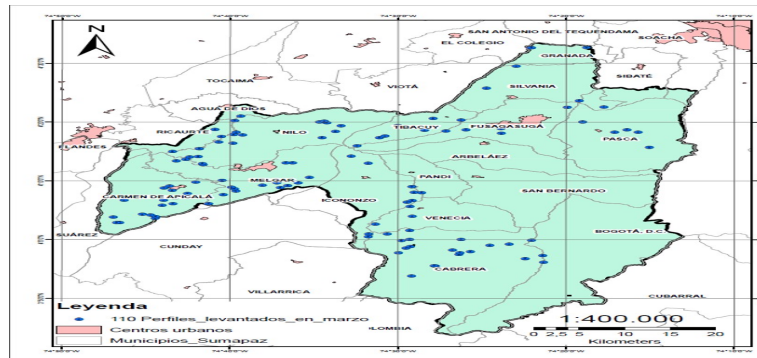 N
SAN ANTONIO DEL TEQUENDAMA
EL COLEGIO
SOACHA
GRANADA
SIBATÉ
TOCAIMA
VIOTÁ
SILVANIA
AGUA DE DIOS
RICAURTE
NILO
TIBACUY
FUSAGASUGÁ
FLANDES
PASCA
ARBELÁEZ
MELGAR
PANDI
CARMEN DE APICALÁ
ICONONZO
SAN BERNARDO
VENECIA
SUÁREZ
CUNDAY
BOGOTÁ. D.C.
CABRERA
VILLARRICA
CUBARRAL
Leyenda
110 Perfiles_levantados_en_marzo
Centros urbanos
Municipios_Sumapaz
LOMBIA
1:400.000
0 2,5 5 10 15 20
Kilometers